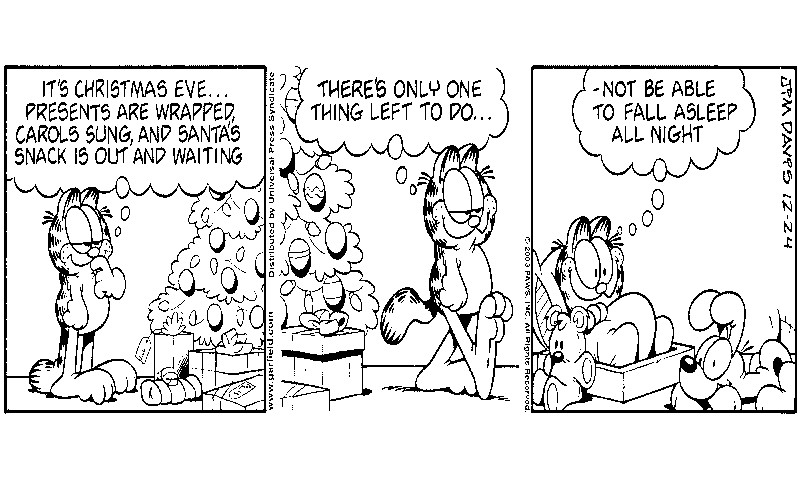 IT'S CHRISTMAS EVE...
PRESENTS ARE WRAPPED,
CAROLS SUNG, AND SANTA'S
SNACK IS OUT AND WAITING
www.garfield.com
Distributed by Universal Press Syndicate
THERE'S ONLY ONE
THING LEFT TO DO...
© 2003 PAWS, INC. All Rights Reserved.
-NOT BE ABLE
TO FALL ASLEEP
ALL NIGHT
JIM DAVIS 12-24